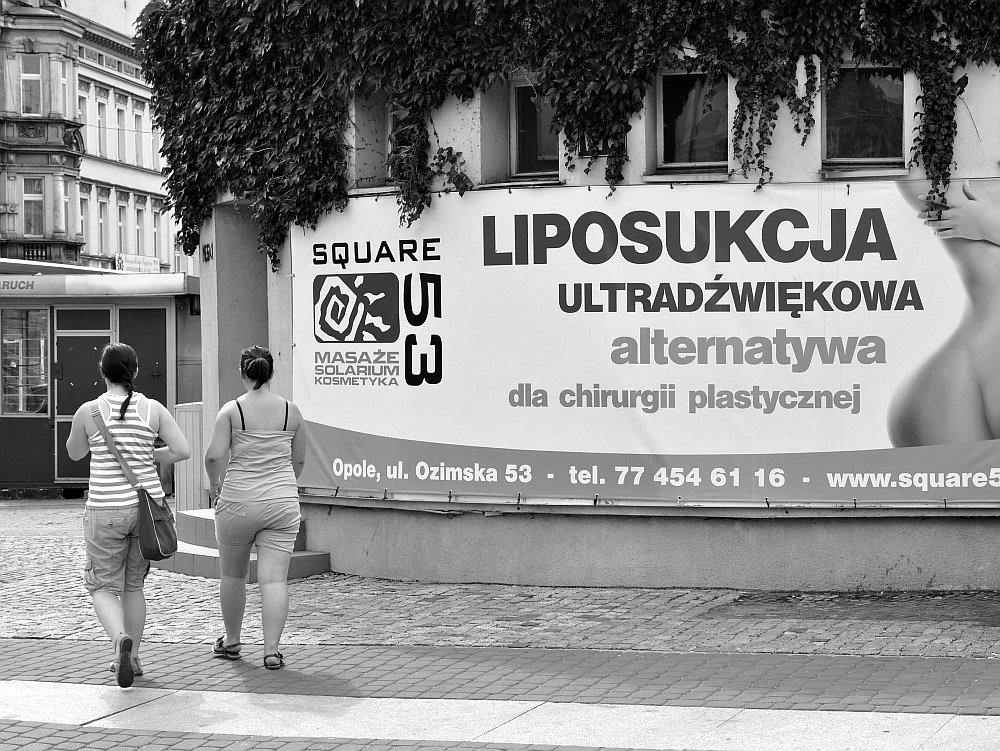 RUCH
SQUARE
53
MASAŻE
SOLARIUM
KOSMETYKA
LIPOSUKCJA
ULTRADŹWIĘKOWA
alternatywa
dla chirurgii plastycznej
Opole, ul. Ozimska 53 - tel. 77 454 61 16 - www.square5